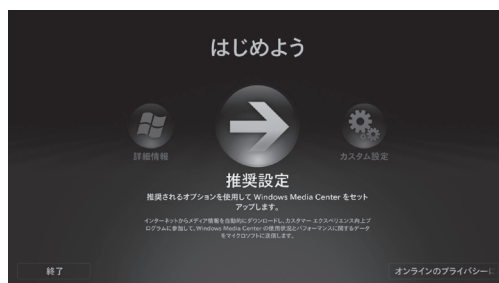 はじめよう
詳細情報
カスタム設定
推奨設定
推奨されるオプションを使用して Windows Media Center をセット
アップします。
インターネットからメディア情報を自動的にダウンロードし、カスタマー エクスペリエンス向上プ
ログラムに参加して、Windows Media Center の使用状況とパフォーマンスに関するデータ
をマイクロソフトに送信します。
終了
オンラインのプライバシー